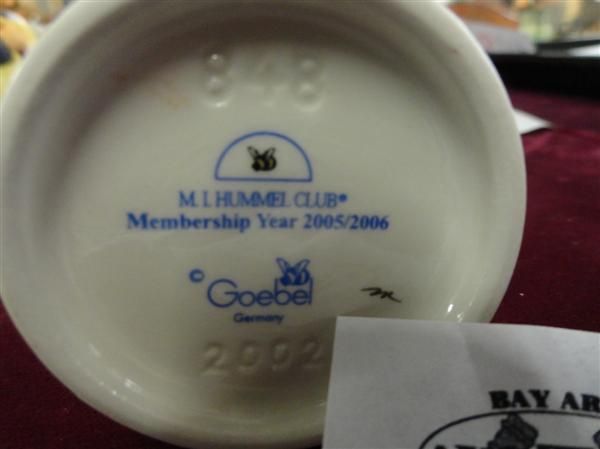 848
M. I. HUMMEL CLUB®
Membership Year 2005/2006
© Goebel
Germany
2002
BAY AR